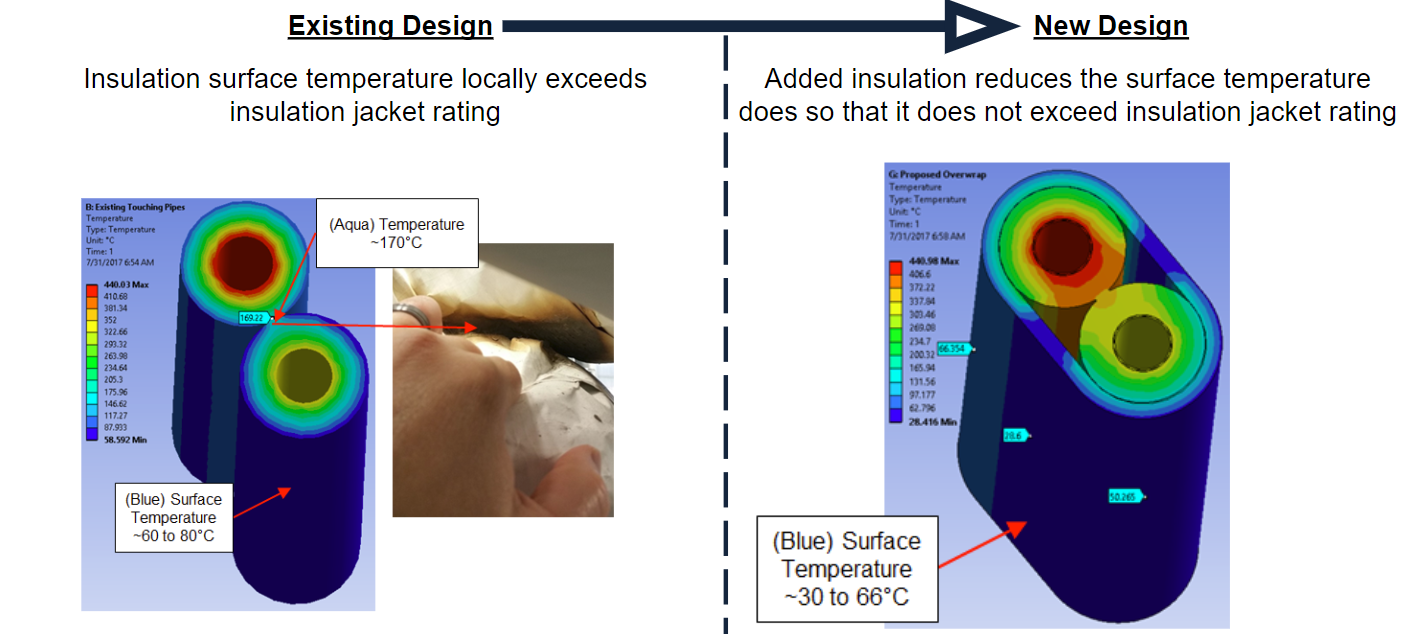 Existing Design
New Design
Insulation surface temperature locally exceeds
insulation jacket rating
Added insulation reduces the surface temperature
does so that it does not exceed insulation jacket rating
B: Existing Touching Pipes
Temperature
Type: Temperature
Unit: °C
Time: 1
7/31/2017 6:54 AM
440.03 Max
410.68
381.34
352
322.66
293.32
263.98
234.64
205.3
175.96
146.62
117.27
87.933
58.592 Min
(Aqua) Temperature
~170°C
169.22
(Blue) Surface
Temperature
~60 to 80°C
G: Proposed Overwrap
Temperature
Type: Temperature
Unit: °C
Time: 1
7/31/2017 6:58 AM
440.98 Max
406.6
372.22
337.84
303.46
269.08
234.7
200.32
165.94
131.56
97.177
62.796
28.416 Min
66.354
28.6
50.265
(Blue) Surface
Temperature
~30 to 66°C